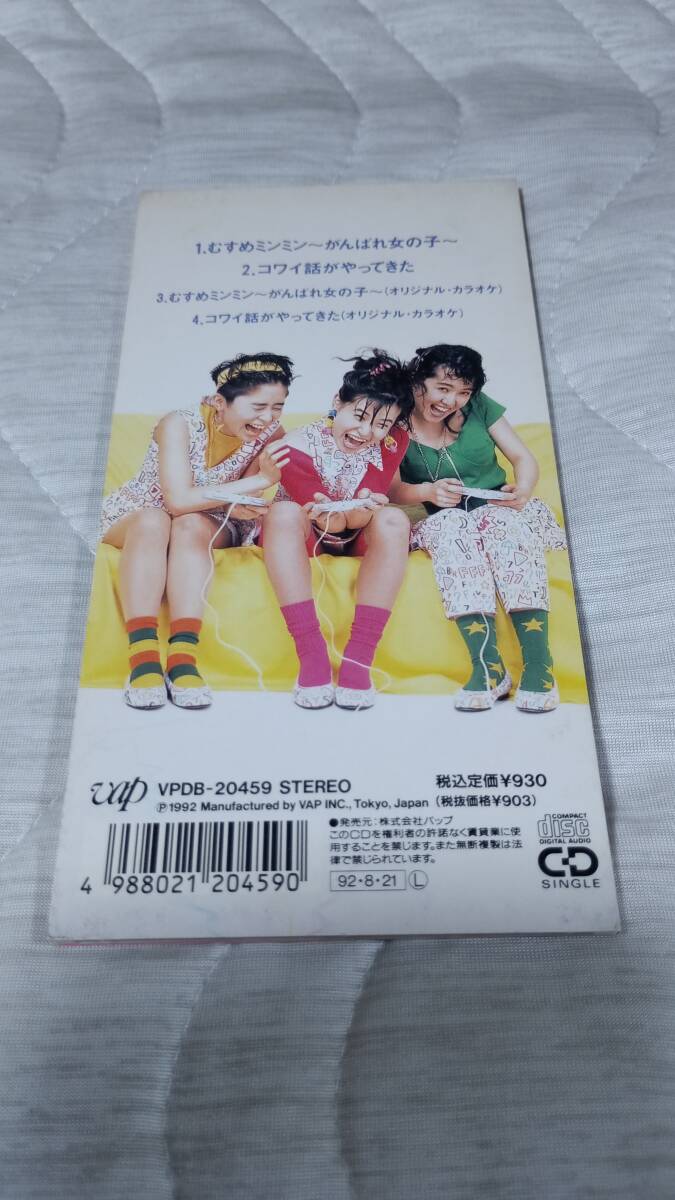 1.むすめミンミン～がんばれ女の子～
2.コワイ話がやってきた
3.むすめミンミン～がんばれ女の子～(オリジナル・カラオケ)
4.コワイ話がやってきた(オリジナル・カラオケ)
vap VPDB-20459 STEREO 税込定価¥930
Ⓟ1992 Manufactured by VAP INC., Tokyo, Japan (税抜価格¥903)
●発売元：株式会社バップ
このCDを権利者の許諾なく賃貸業に使
用することを禁じます。また無断複製は法
律で禁じられています。
4 988021 204590
92・8・21 Ⓛ
COMPACT
disc
DIGITAL AUDIO
CD
SINGLE